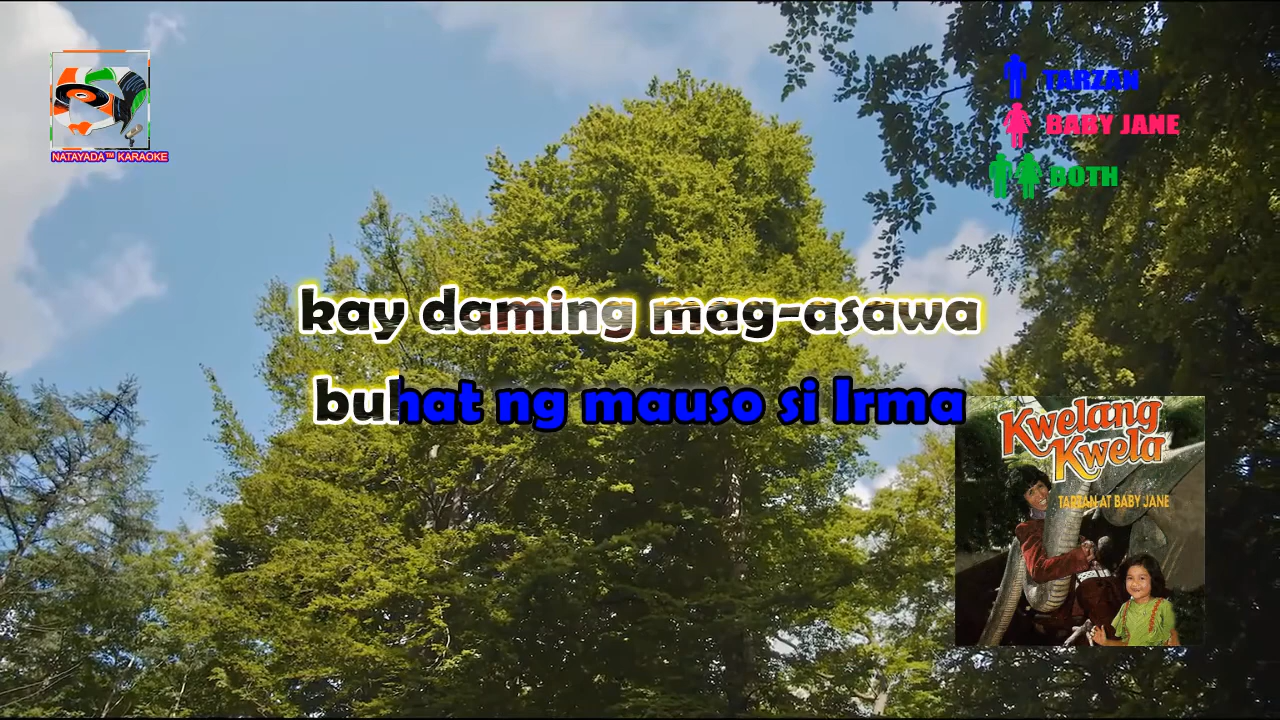 NATAYADA™ KARAOKE
TARZAN
BABY JANE
BOTH
kay daming mag-asawa
buhat ng mauso si Irma
Kwelang
Kwela
TARZAN AT BABY JANE